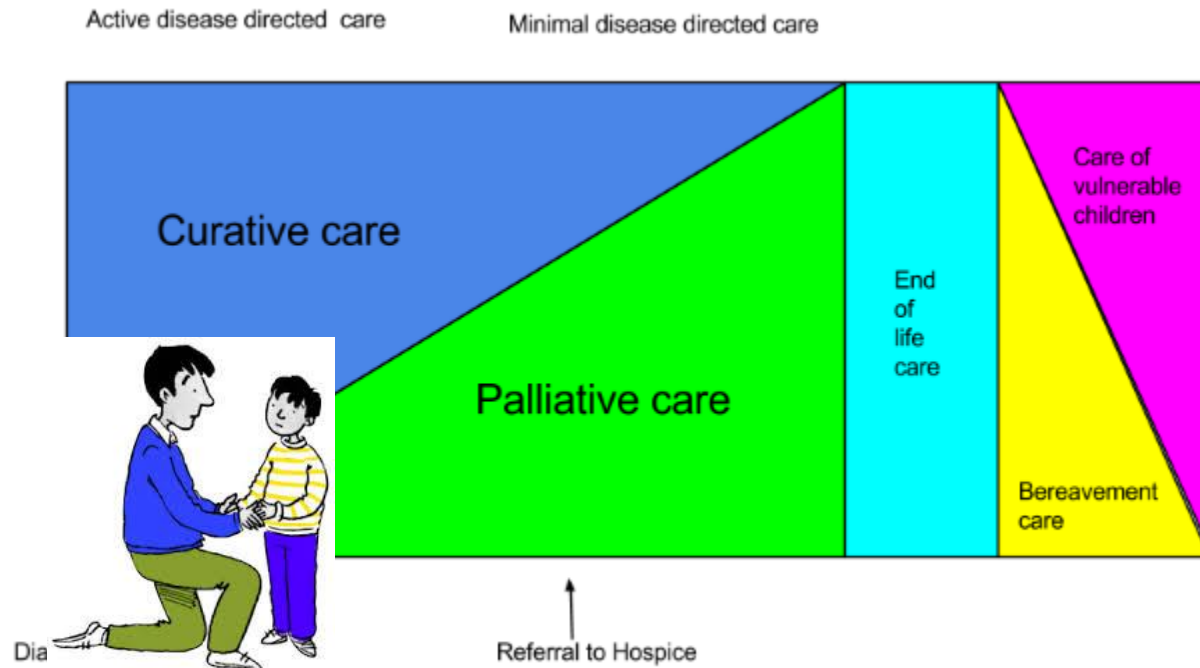 Active disease directed care
Minimal disease directed care
Curative care
Care of
vulnerable
children
End
of
life
care
Palliative care
Bereavement
care
Referral to Hospice